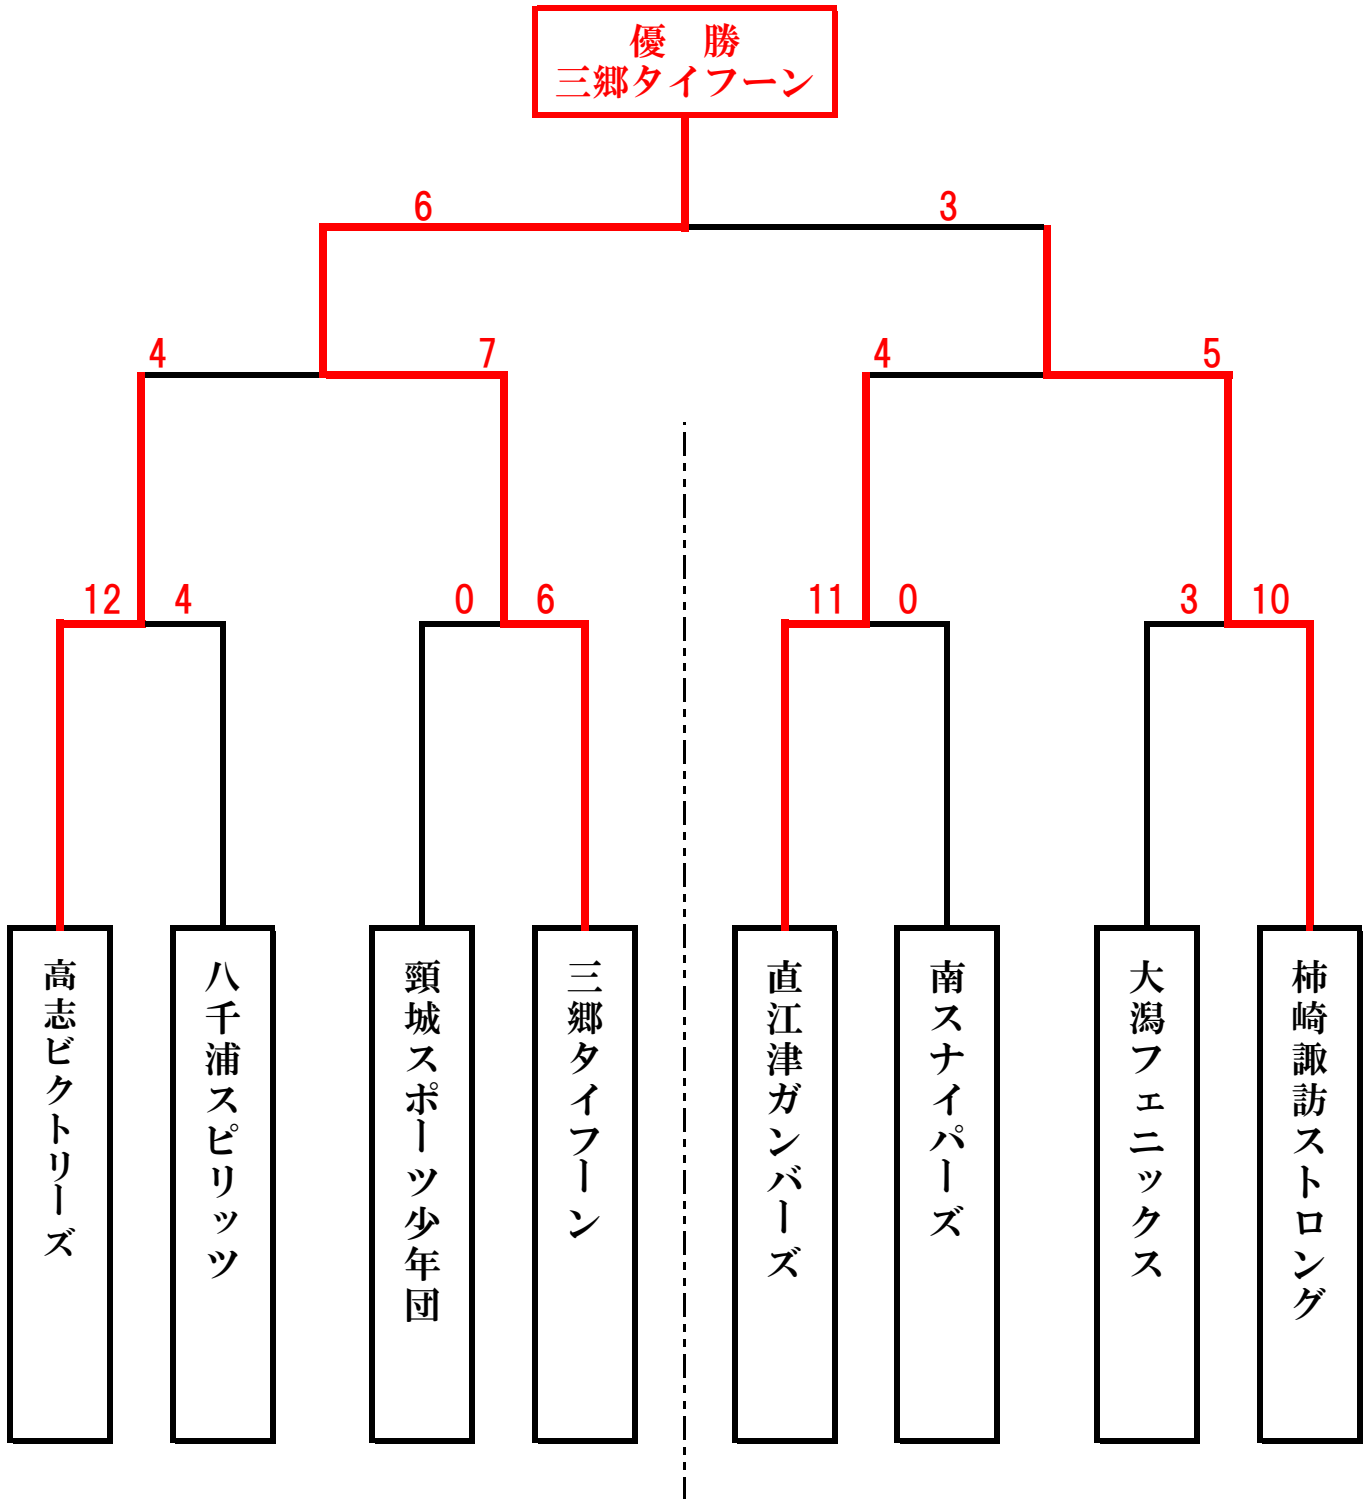 優　勝
三郷タイフーン
6
3
4
7
4
5
12
4
0
6
11
0
3
10
高志ビクトリーズ
八千浦スピリッツ
頸城スポーツ少年団
三郷タイフーン
直江津ガンバーズ
南スナイパーズ
大潟フェニックス
柿崎諏訪ストロング